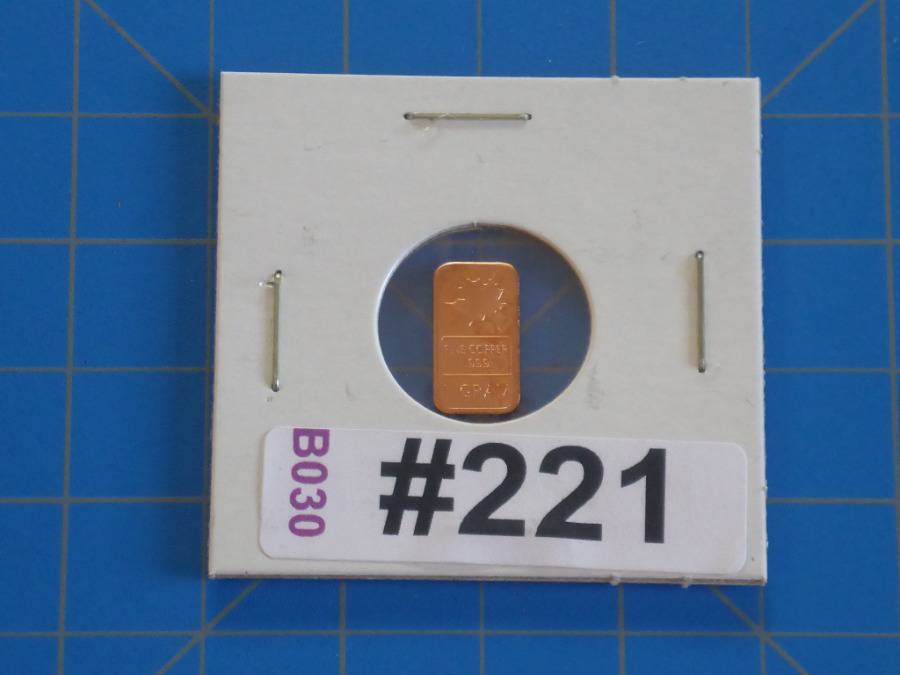 FINE COPPER
.999
1 GRAM
B030
#221